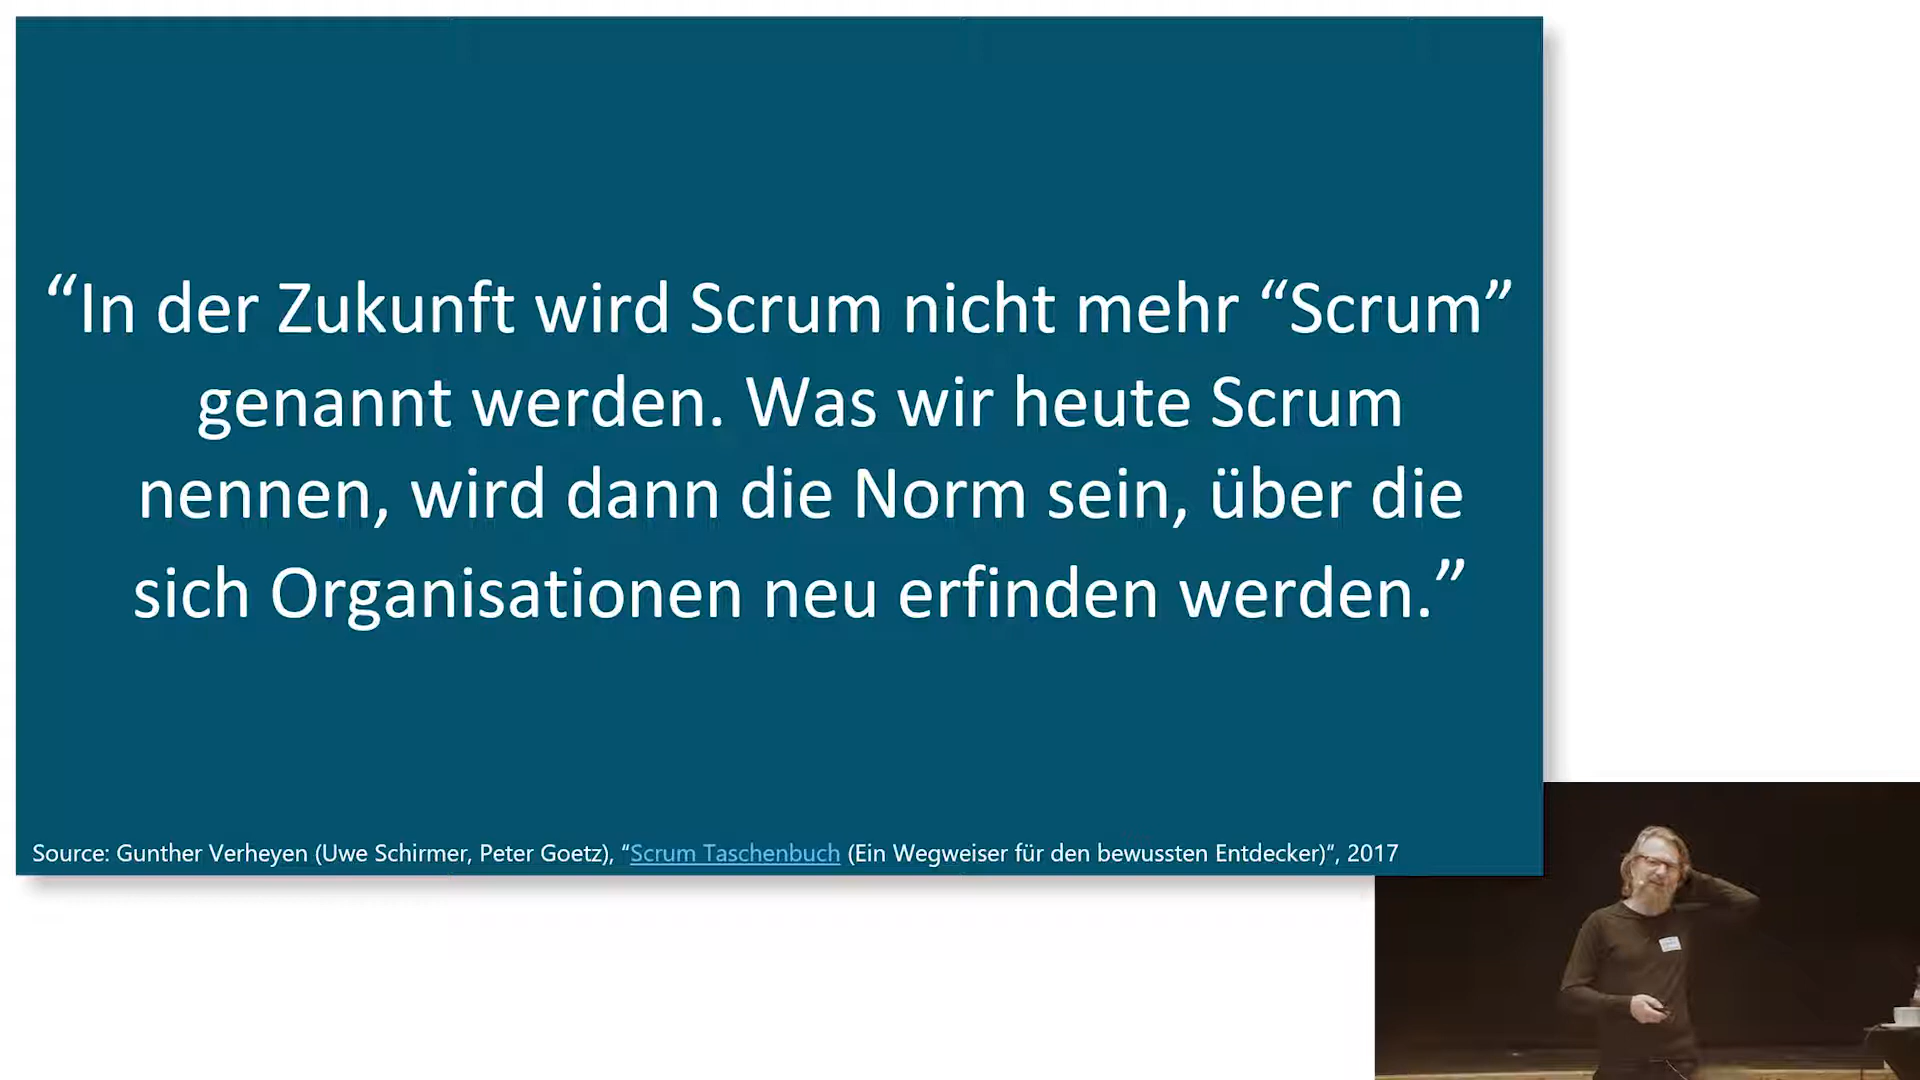 “In der Zukunft wird Scrum nicht mehr “Scrum”
genannt werden. Was wir heute Scrum
nennen, wird dann die Norm sein, über die
sich Organisationen neu erfinden werden.”
Source: Gunther Verheyen (Uwe Schirmer, Peter Goetz), “Scrum Taschenbuch (Ein Wegweiser für den bewussten Entdecker)“, 2017